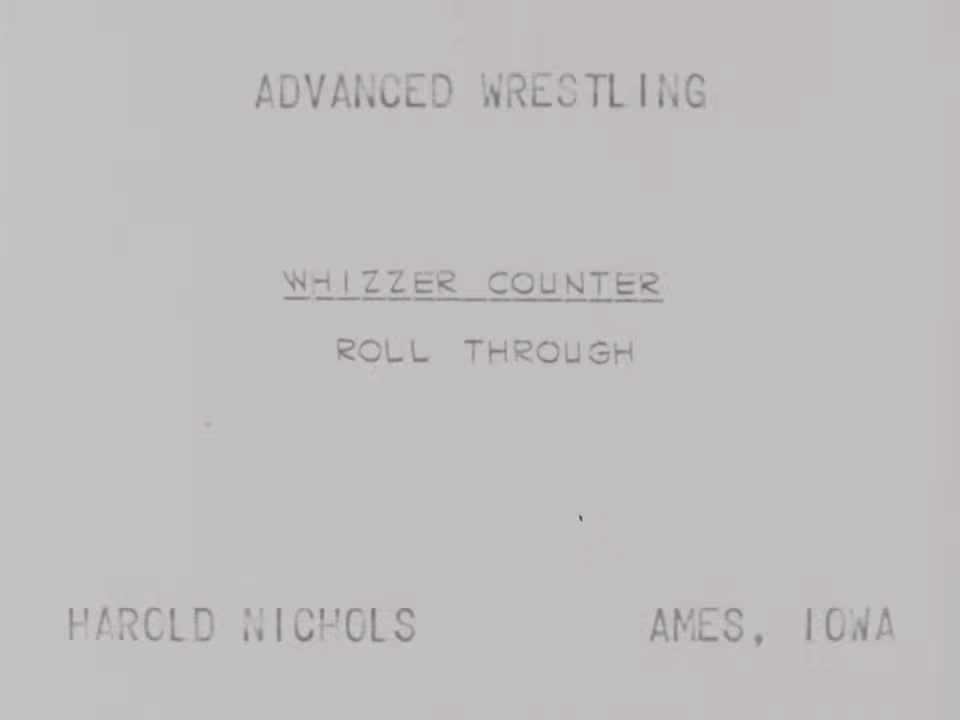 ADVANCED WRESTLING
WHIZZER COUNTER
ROLL THROUGH
HAROLD NICHOLS AMES, IOWA